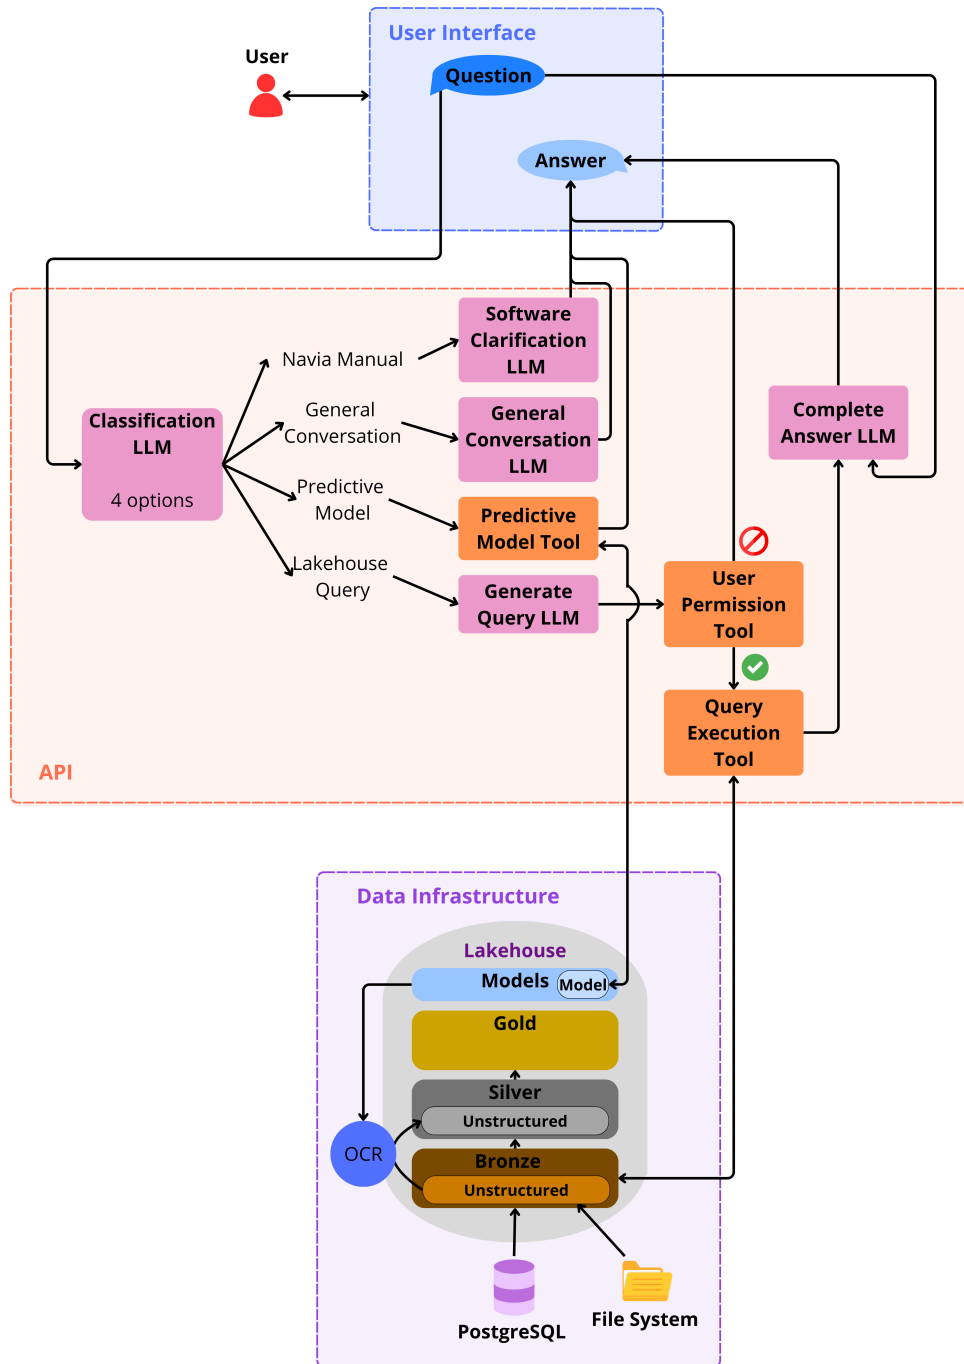 User Interface
User
Question
Answer
Software
Clarification
LLM
Navia Manual
Classification
LLM
4 options
General
Conversation
General
Conversation
LLM
Complete
Answer LLM
Predictive
Model
Predictive
Model Tool
Lakehouse
Query
Generate
Query LLM
User
Permission
Tool
Query
Execution
Tool
API
Data Infrastructure
Lakehouse
Models
Model
Gold
Silver
Unstructured
OCR
Bronze
Unstructured
PostgreSQL
File System